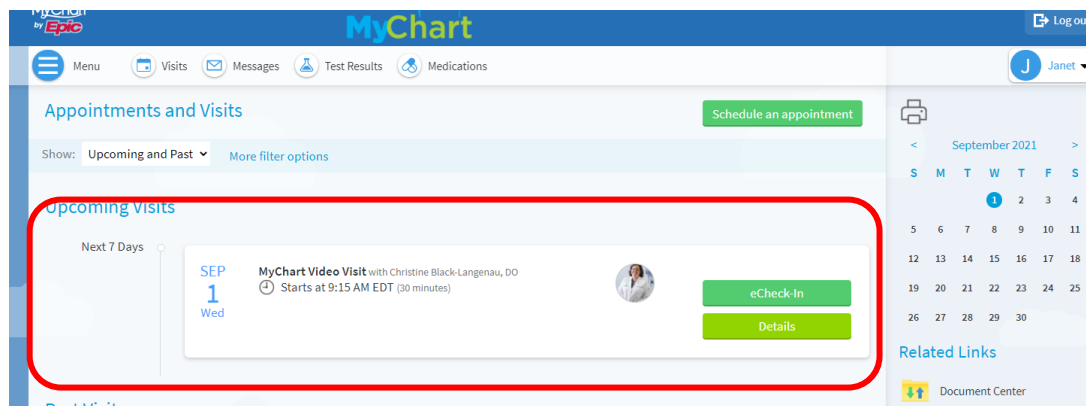 MyChart
by Epic
MyChart
Log ou
Menu Visits Messages Test Results Medications
J Janet
Appointments and Visits
Schedule an appointment
Show: Upcoming and Past More filter options
Upcoming Visits
Next 7 Days
SEP
1
Wed
MyChart Video Visit with Christine Black-Langenau, DO
Starts at 9:15 AM EDT (30 minutes)
eCheck-In
Details
< September 2021 >
S M T W T F S
1 2 3 4
5 6 7 8 9 10 11
12 13 14 15 16 17 18
19 20 21 22 23 24 25
26 27 28 29 30
Related Links
Document Center